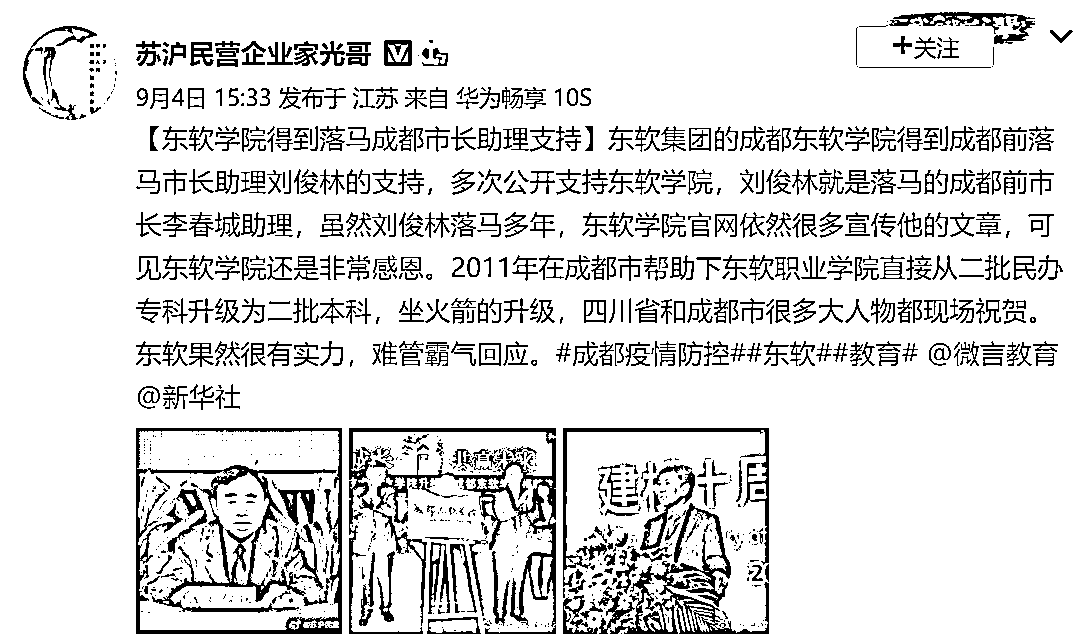 苏沪民营企业家光哥
+关注
9月4日 15:33 发布于 江苏 来自 华为畅享 10S
【东软学院得到落马成都市长助理支持】东软集团的成都东软学院得到成都前落
马市长助理刘俊林的支持，多次公开支持东软学院，刘俊林就是落马的成都前市
长李春城助理，虽然刘俊林落马多年，东软学院官网依然很多宣传他的文章，可
见东软学院还是非常感恩。2011年在成都市帮助下东软职业学院直接从二批民办
专科升级为二批本科，坐火箭的升级，四川省和成都市很多大人物都现场祝贺。
东软果然很有实力，难管霸气回应。#成都疫情防控##东软##教育# @微言教育
@新华社
建校十周